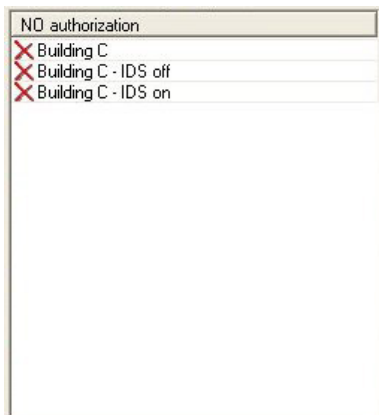 NO authorization
Building C
Building C - IDS off
Building C - IDS on